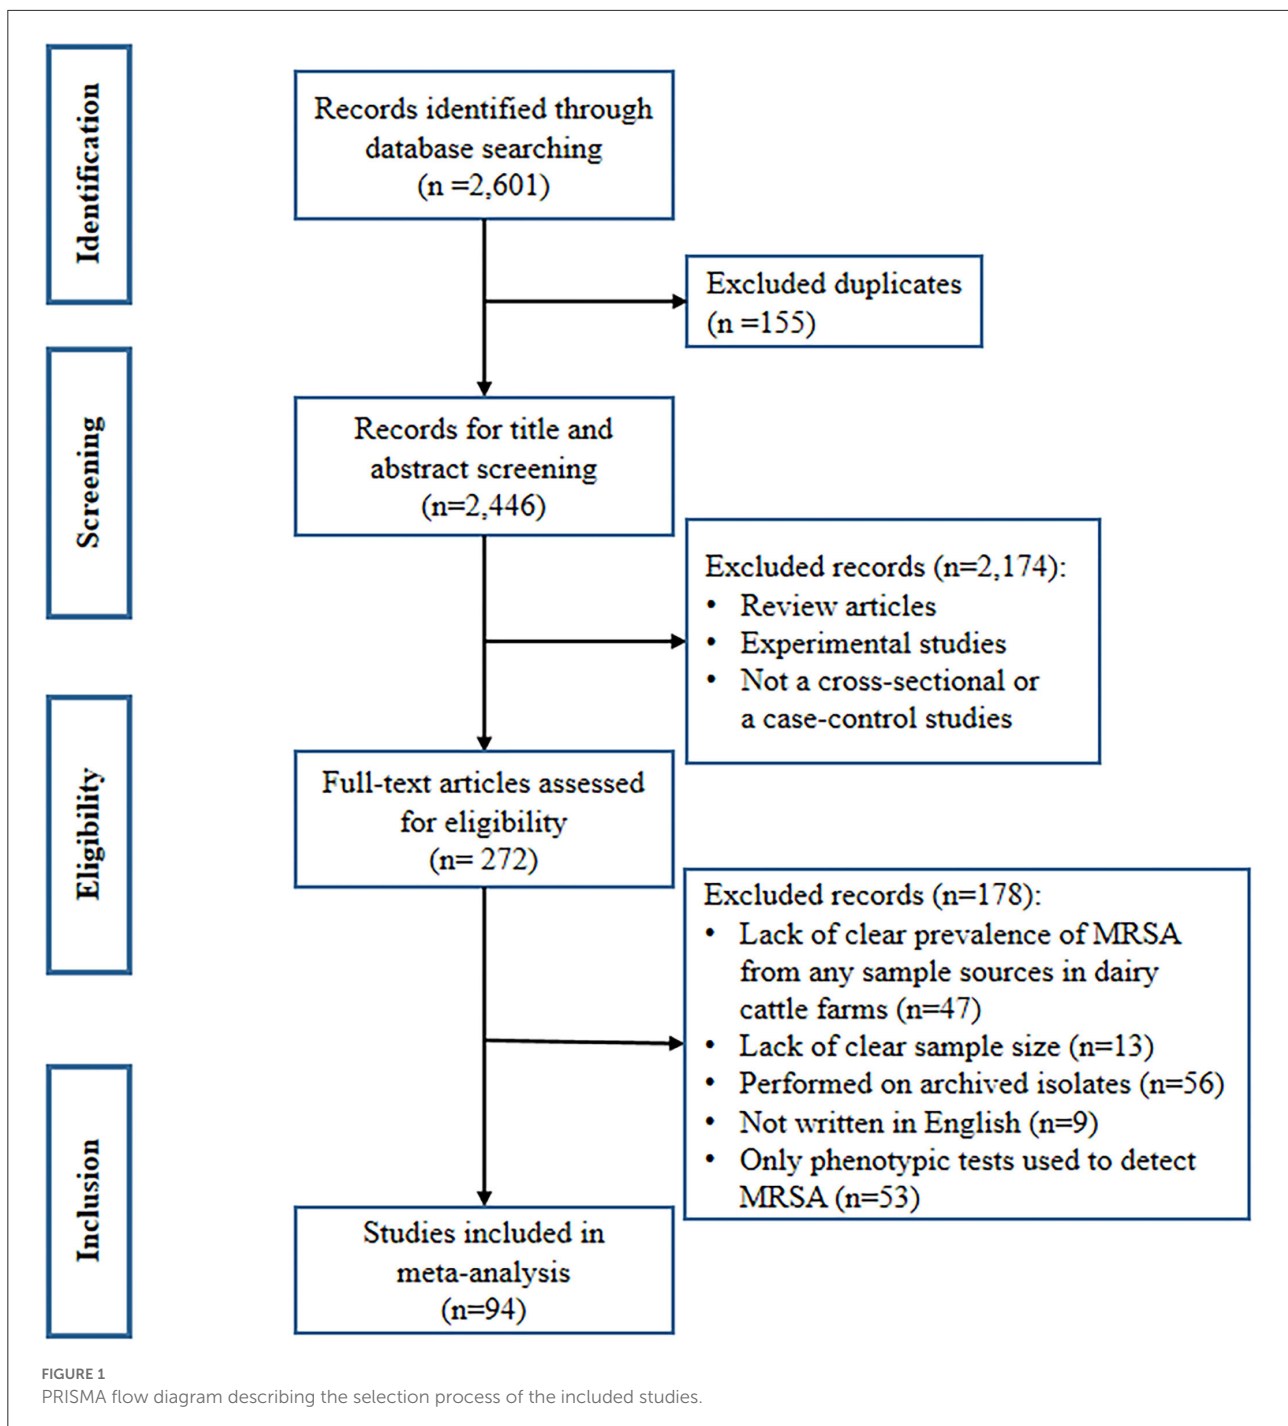 Identification
Records identified through
database searching
(n =2,601)
Excluded duplicates
(n =155)
Screening
Records for title and
abstract screening
(n=2,446)
Excluded records (n=2,174):
• Review articles
• Experimental studies
• Not a cross-sectional or
a case-control studies
Eligibility
Full-text articles assessed
for eligibility
(n= 272)
Excluded records (n=178):
• Lack of clear prevalence of MRSA
from any sample sources in dairy
cattle farms (n=47)
• Lack of clear sample size (n=13)
• Performed on archived isolates (n=56)
• Not written in English (n=9)
• Only phenotypic tests used to detect
MRSA (n=53)
Inclusion
Studies included in
meta-analysis
(n=94)
FIGURE 1
PRISMA flow diagram describing the selection process of the included studies.